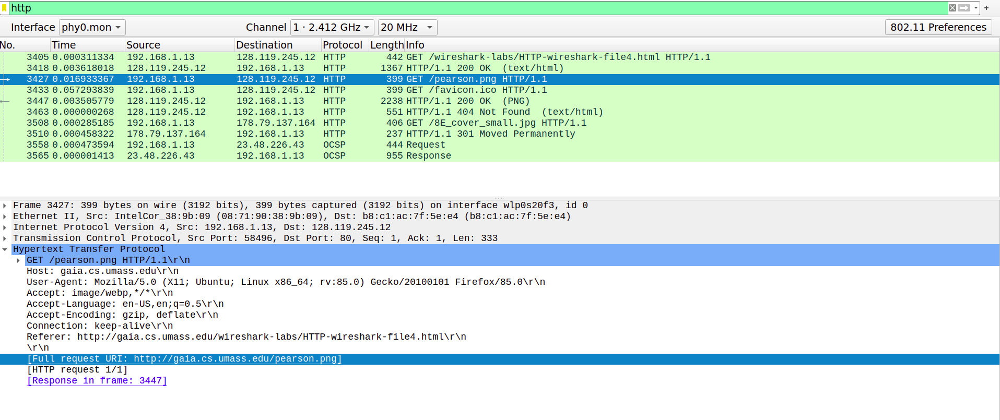 http
Interface phy0.mon Channel 1 · 2.412 GHz 20 MHz 802.11 Preferences
No. Time Source Destination Protocol Length Info
3405 0.000311334 192.168.1.13 128.119.245.12 HTTP 442 GET /wireshark-labs/HTTP-wireshark-file4.html HTTP/1.1
3418 0.003618018 128.119.245.12 192.168.1.13 HTTP 1367 HTTP/1.1 200 OK  (text/html)
3427 0.016933367 192.168.1.13 128.119.245.12 HTTP 399 GET /pearson.png HTTP/1.1
3433 0.057293839 192.168.1.13 128.119.245.12 HTTP 399 GET /favicon.ico HTTP/1.1
3447 0.003505779 128.119.245.12 192.168.1.13 HTTP 2238 HTTP/1.1 200 OK  (PNG)
3463 0.000000268 128.119.245.12 192.168.1.13 HTTP 551 HTTP/1.1 404 Not Found  (text/html)
3508 0.000285185 192.168.1.13 178.79.137.164 HTTP 406 GET /8E_cover_small.jpg HTTP/1.1
3510 0.000458322 178.79.137.164 192.168.1.13 HTTP 237 HTTP/1.1 301 Moved Permanently
3558 0.000473594 192.168.1.13 23.48.226.43 OCSP 444 Request
3565 0.000001413 23.48.226.43 192.168.1.13 OCSP 955 Response
Frame 3427: 399 bytes on wire (3192 bits), 399 bytes captured (3192 bits) on interface wlp0s20f3, id 0
Ethernet II, Src: IntelCor_38:9b:09 (08:71:90:38:9b:09), Dst: b8:c1:ac:7f:5e:e4 (b8:c1:ac:7f:5e:e4)
Internet Protocol Version 4, Src: 192.168.1.13, Dst: 128.119.245.12
Transmission Control Protocol, Src Port: 58496, Dst Port: 80, Seq: 1, Ack: 1, Len: 333
Hypertext Transfer Protocol
GET /pearson.png HTTP/1.1\r\n
Host: gaia.cs.umass.edu\r\n
User-Agent: Mozilla/5.0 (X11; Ubuntu; Linux x86_64; rv:85.0) Gecko/20100101 Firefox/85.0\r\n
Accept: image/webp,*/*\r\n
Accept-Language: en-US,en;q=0.5\r\n
Accept-Encoding: gzip, deflate\r\n
Connection: keep-alive\r\n
Referer: http://gaia.cs.umass.edu/wireshark-labs/HTTP-wireshark-file4.html\r\n
\r\n
[Full request URI: http://gaia.cs.umass.edu/pearson.png]
[HTTP request 1/1]
[Response in frame: 3447]